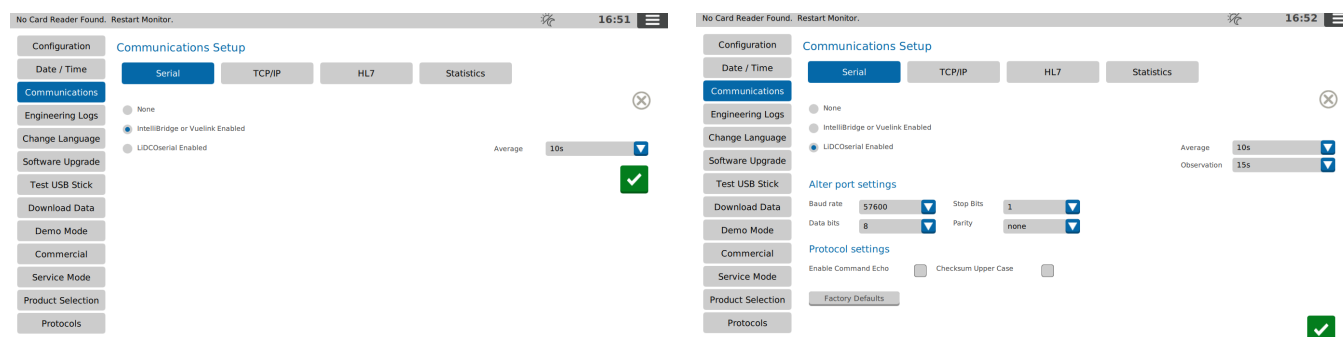 No Card Reader Found. Restart Monitor.
16:51
Configuration
Date / Time
Communications
Engineering Logs
Change Language
Software Upgrade
Test USB Stick
Download Data
Demo Mode
Commercial
Service Mode
Product Selection
Protocols
Communications Setup
Serial TCP/IP HL7 Statistics
None
IntelliBridge or Vuelink Enabled
LiDCOserial Enabled
Average 10s
No Card Reader Found. Restart Monitor.
16:52
Configuration
Date / Time
Communications
Engineering Logs
Change Language
Software Upgrade
Test USB Stick
Download Data
Demo Mode
Commercial
Service Mode
Product Selection
Protocols
Communications Setup
Serial TCP/IP HL7 Statistics
None
IntelliBridge or Vuelink Enabled
LiDCOserial Enabled
Average 10s
Observation 15s
Alter port settings
Baud rate 57600 Stop Bits 1
Data bits 8 Parity none
Protocol settings
Enable Command Echo Checksum Upper Case
Factory Defaults